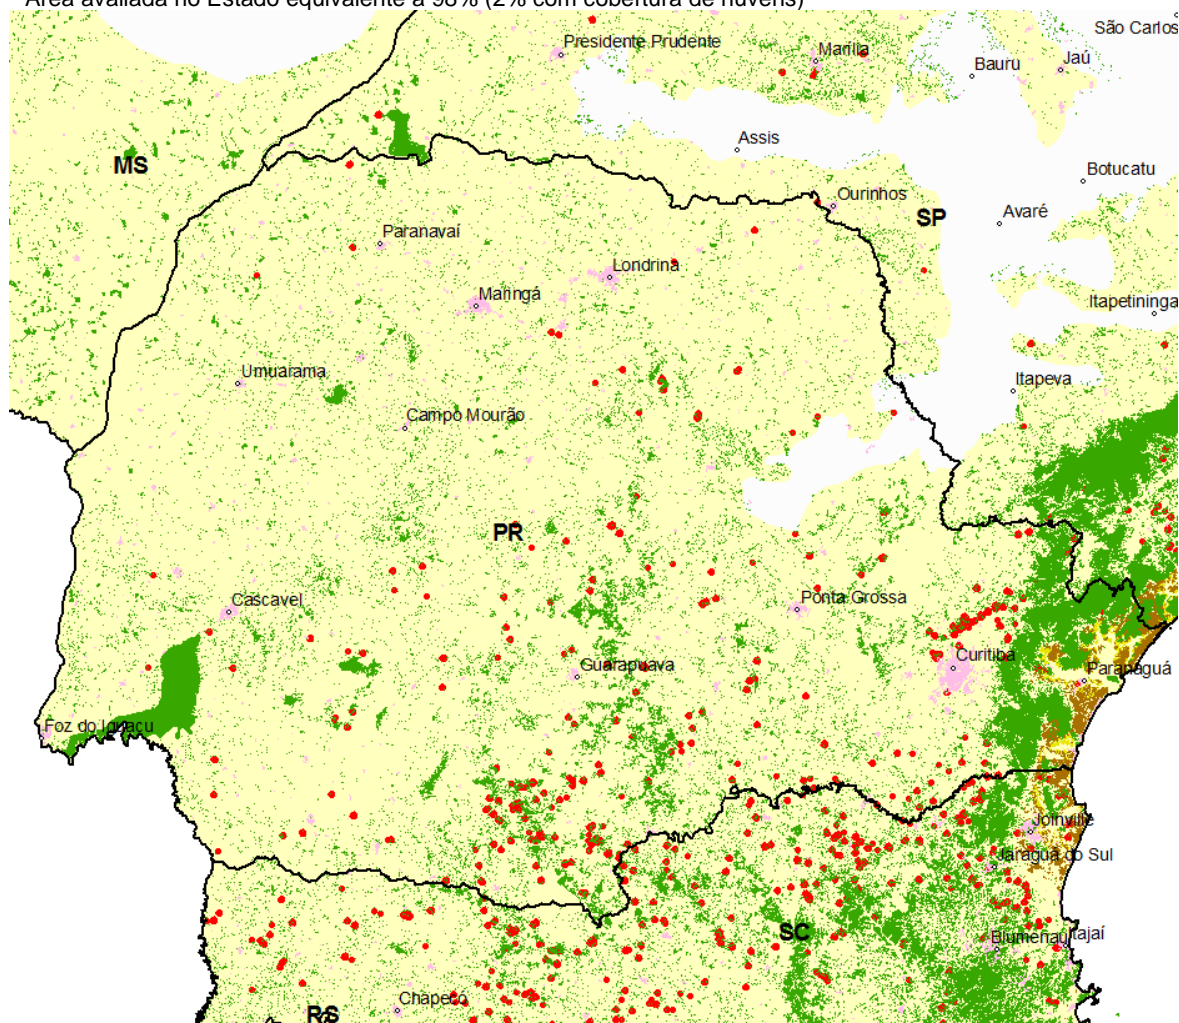 Área avaliada no Estado equivalente a 98% (2% com cobertura de nuvens)
São Carlos
Presidente Prudente
Marília
Jaú
Bauru
Assis
MS
Botucatu
Ourinhos
SP
Avaré
Paranavaí
Londrina
Maringá
Itapetininga
Umuarama
Itapeva
Campo Mourão
PR
Cascavel
Ponta Grossa
Curitiba
Guarapuava
Paranaguá
Foz do Iguaçu
Joinville
Jaraguá do Sul
SC
Blumenau
Itajaí
Chapecó
RS